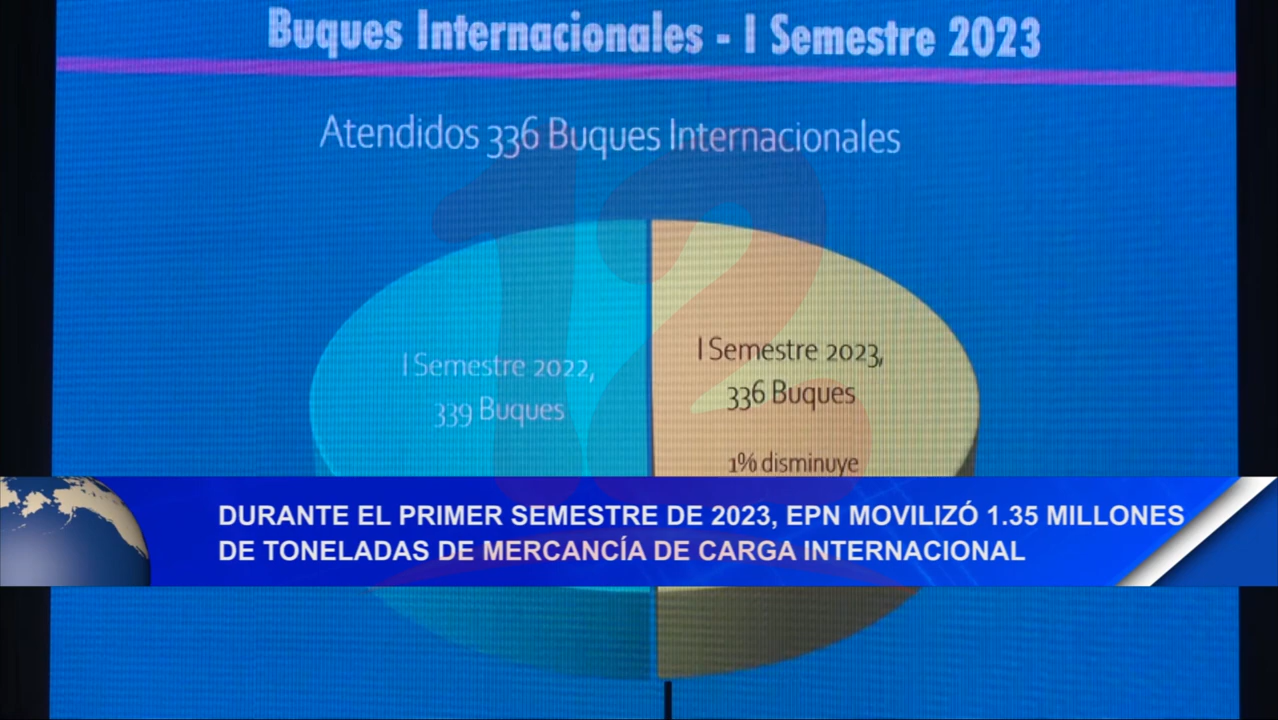 Buques Internacionales - I Semestre 2023
Atendidos 336 Buques Internacionales
12
I Semestre 2022,
339 Buques
I Semestre 2023,
336 Buques
1% disminuye
DURANTE EL PRIMER SEMESTRE DE 2023, EPN MOVILIZÓ 1.35 MILLONES
DE TONELADAS DE MERCANCÍA DE CARGA INTERNACIONAL